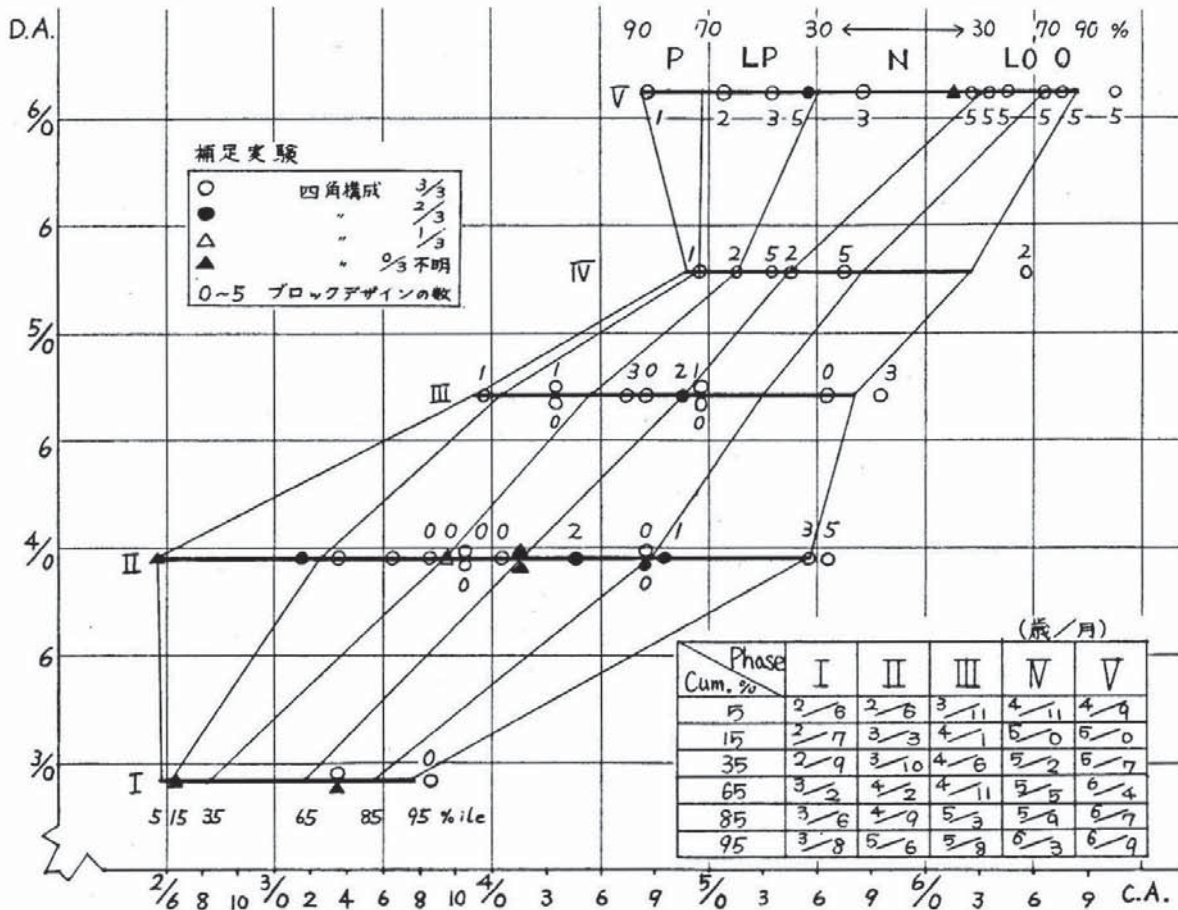 D.A.
90 70 30 ⟷ 30 70 90 %
P LP N LO O
V
1 2 3 5 3 5 5 5 5 5 5
6/0
補足実験
○ 四角構成 3/3
● 〃 2/3
△ 〃 1/3
▲ 〃 0/3 不明
0~5 ブロックデザインの数
6
IV
1 2 5 2 5 2
5/0
III
1 1 3 0 2 1 0 3
0 0
6
4/0
II
0 0 0 0 2 0 1 3 5
0 0
6
(歳/月)
Phase I II III IV V
Cum. %
5 2/6 2/6 3/11 4/11 4/9
15 2/7 3/3 4/1 5/0 5/0
35 2/9 3/10 4/6 5/2 5/7
65 3/2 4/2 4/11 5/5 6/4
85 3/6 4/9 5/3 5/9 6/7
95 3/8 5/6 5/8 6/3 6/9
3/0
I
0
5 15 35 65 85 95 %ile
2/6 8 10 3/0 2 4 6 8 10 4/0 3 6 9 5/0 3 6 9 6/0 3 6 9 C.A.